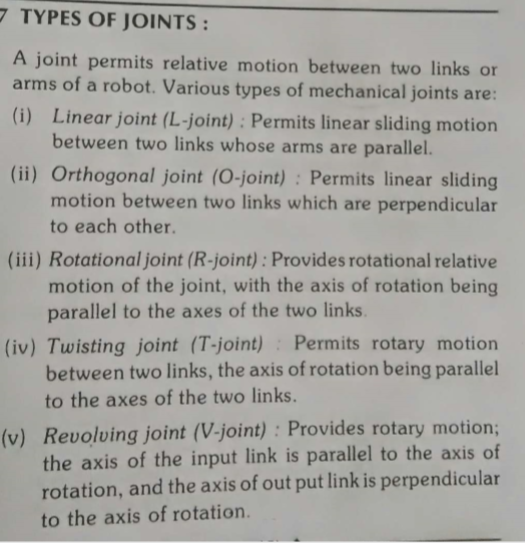 7 TYPES OF JOINTS :
A joint permits relative motion between two links or
arms of a robot. Various types of mechanical joints are:
(i) Linear joint (L-joint) : Permits linear sliding motion
between two links whose arms are parallel.
(ii) Orthogonal joint (O-joint) : Permits linear sliding
motion between two links which are perpendicular
to each other.
(iii) Rotational joint (R-joint) : Provides rotational relative
motion of the joint, with the axis of rotation being
parallel to the axes of the two links.
(iv) Twisting joint (T-joint) : Permits rotary motion
between two links, the axis of rotation being parallel
to the axes of the two links.
(v) Revolving joint (V-joint) : Provides rotary motion;
the axis of the input link is parallel to the axis of
rotation, and the axis of out put link is perpendicular
to the axis of rotation.